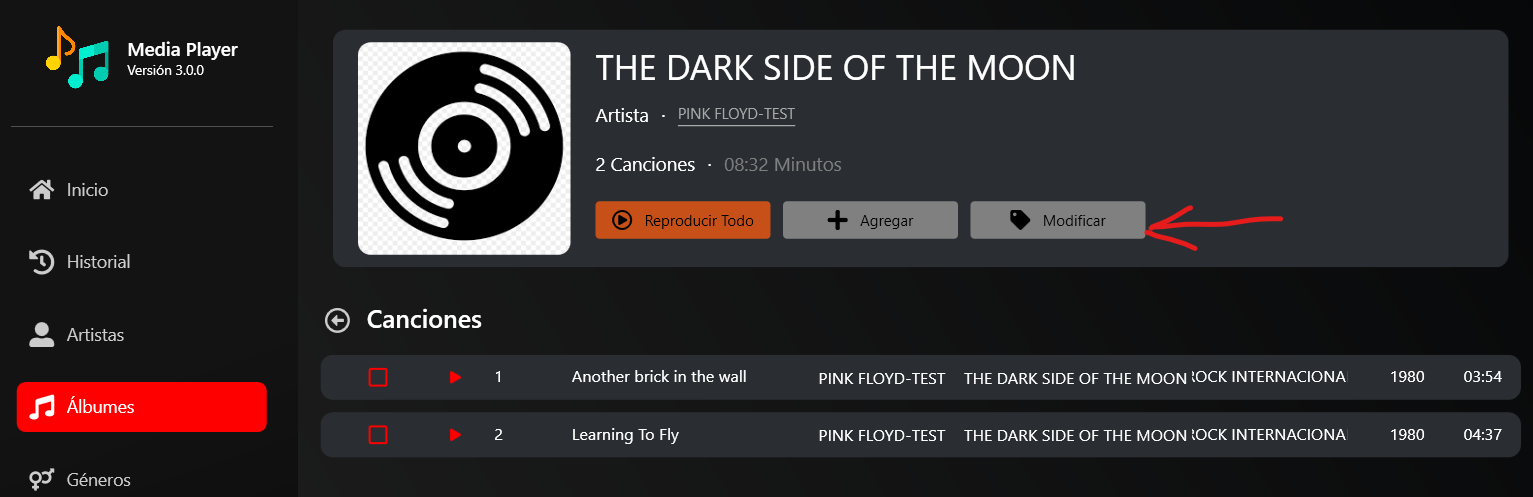 Media Player
Versión 3.0.0
Inicio
Historial
Artistas
Álbumes
Géneros
THE DARK SIDE OF THE MOON
Artista · PINK FLOYD-TEST
2 Canciones · 08:32 Minutos
Reproducir Todo Agregar Modificar
Canciones
1 Another brick in the wall PINK FLOYD-TEST THE DARK SIDE OF THE MOON ROCK INTERNACIONA 1980 03:54
2 Learning To Fly PINK FLOYD-TEST THE DARK SIDE OF THE MOON ROCK INTERNACIONA 1980 04:37